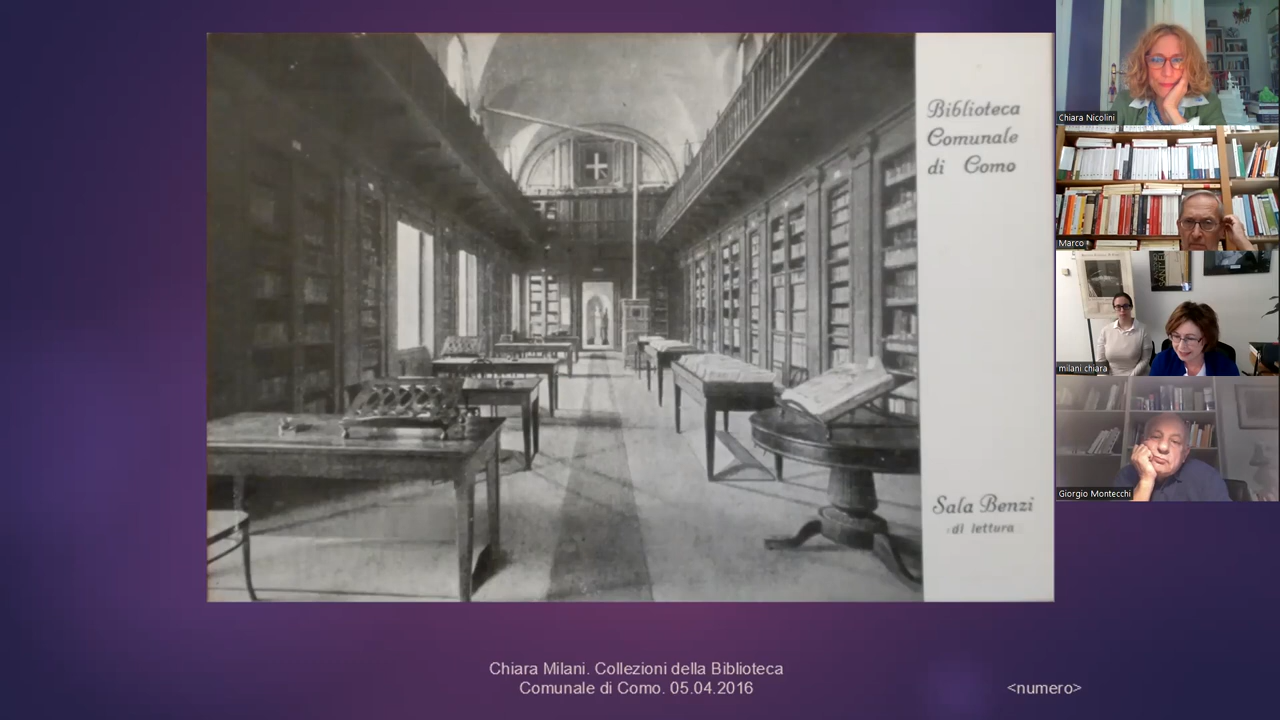 Biblioteca
Comunale
di Como
Sala Benzi
di lettura
Chiara Milani. Collezioni della Biblioteca
Comunale di Como. 05.04.2016
<numero>
Chiara Nicolini
Marco
milani chiara
Giorgio Montecchi